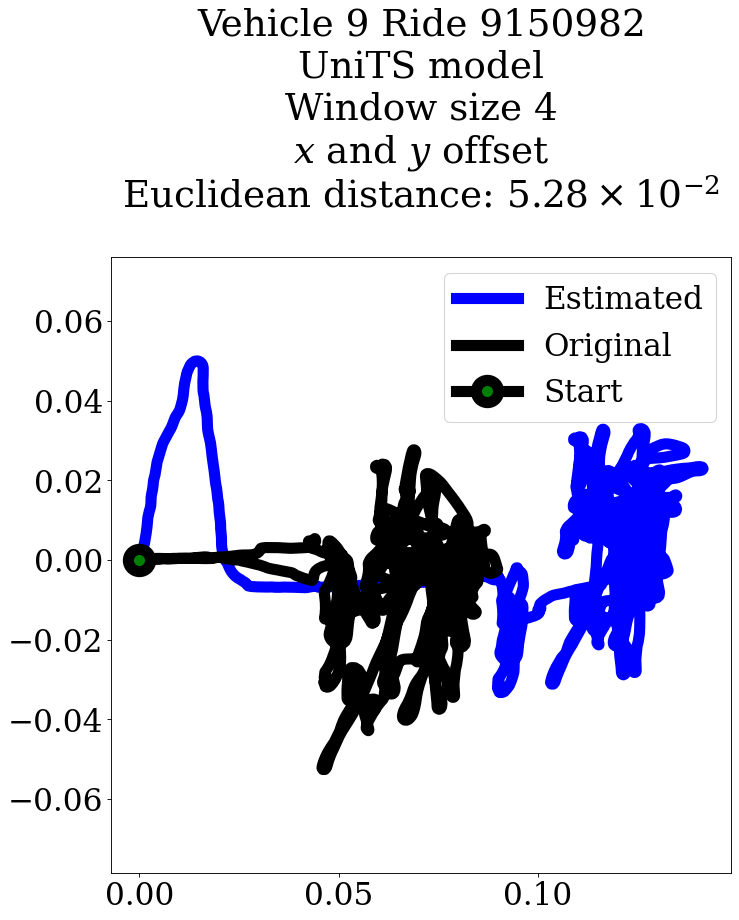 Vehicle 9 Ride 9150982
UniTS model
Window size 4
x and y offset
Euclidean distance: 5.28 × 10⁻²
Estimated
Original
Start
0.06
0.04
0.02
0.00
−0.02
−0.04
−0.06
0.00 0.05 0.10